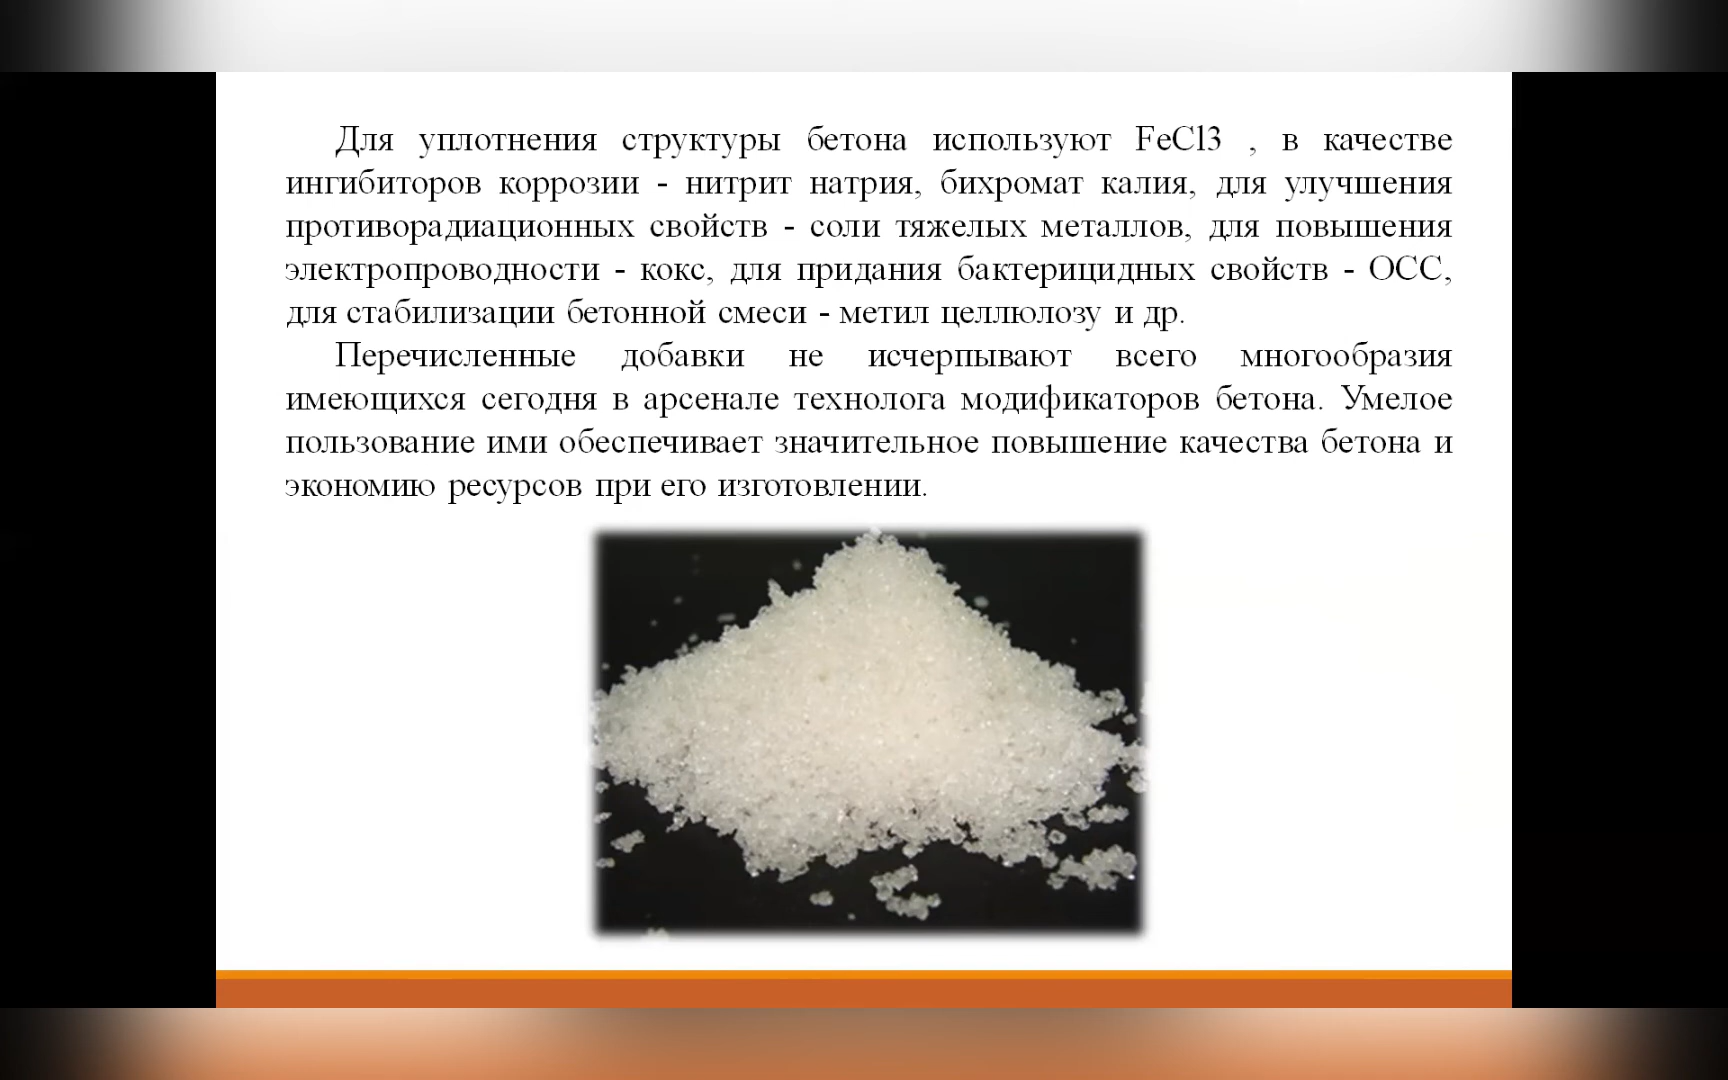 Для уплотнения структуры бетона используют FeCl3 , в качестве
ингибиторов коррозии - нитрит натрия, бихромат калия, для улучшения
противорадиационных свойств - соли тяжелых металлов, для повышения
электропроводности - кокс, для придания бактерицидных свойств - ОСС,
для стабилизации бетонной смеси - метил целлюлозу и др.
Перечисленные добавки не исчерпывают всего многообразия
имеющихся сегодня в арсенале технолога модификаторов бетона. Умелое
пользование ими обеспечивает значительное повышение качества бетона и
экономию ресурсов при его изготовлении.